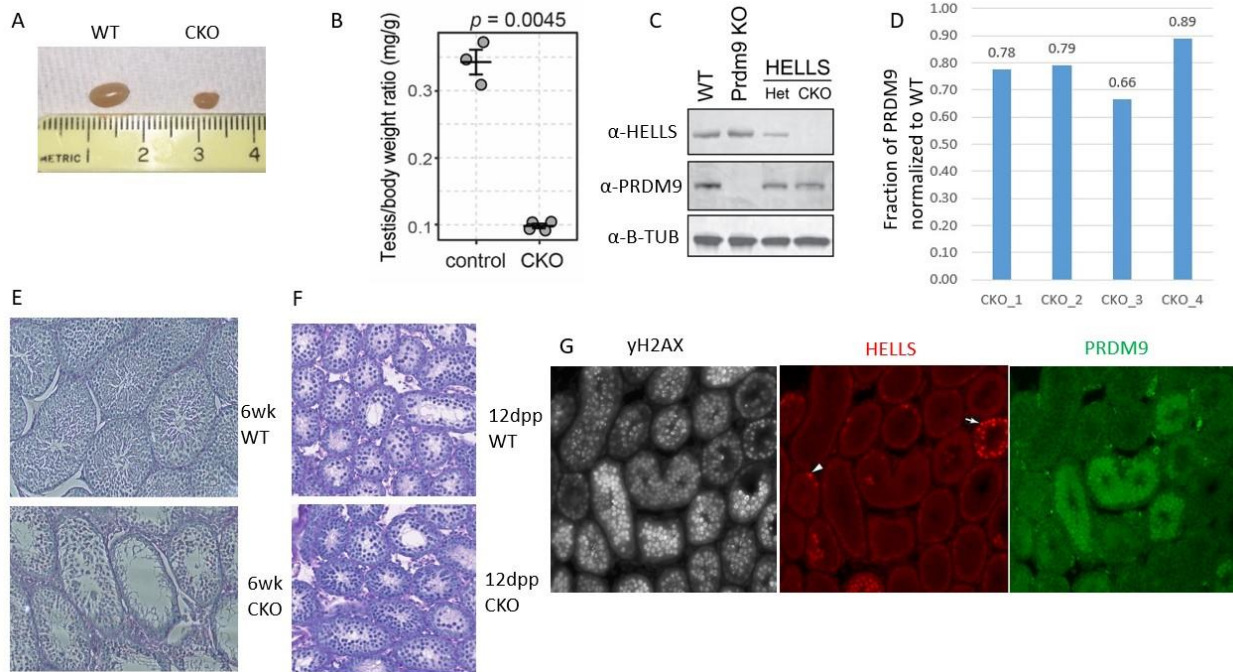 A
WT CKO
METRIC 1 2 3 4
B
p = 0.0045
Testis/body weight ratio (mg/g)
0.3
0.2
0.1
control CKO
C
WT
Prdm9 KO
HELLS
Het CKO
α-HELLS
α-PRDM9
α-B-TUB
D
Fraction of PRDM9
normalized to WT
1.00
0.90
0.80
0.70
0.60
0.50
0.40
0.30
0.20
0.10
0.00
0.78
0.79
0.66
0.89
CKO_1 CKO_2 CKO_3 CKO_4
E
6wk
WT
6wk
CKO
F
12dpp
WT
12dpp
CKO
G
yH2AX HELLS PRDM9